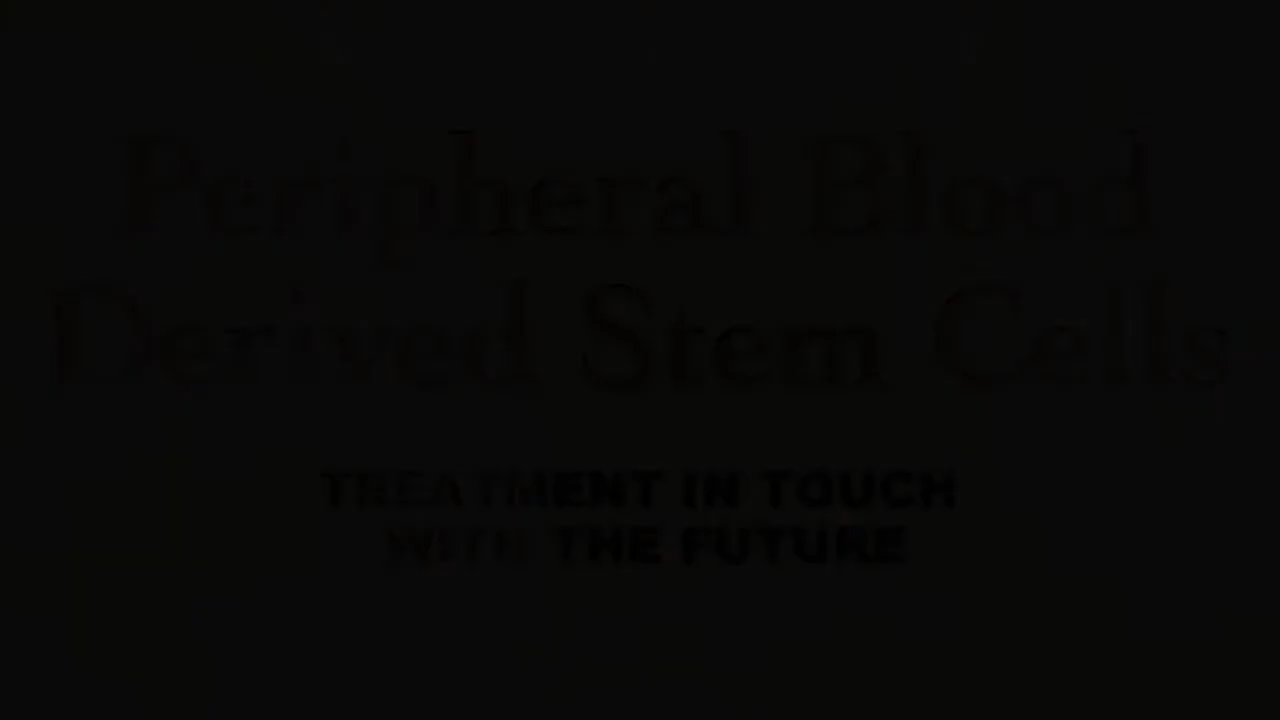 Peripheral Blood
Derived Stem Cells
TREATMENT IN TOUCH
WITH THE FUTURE